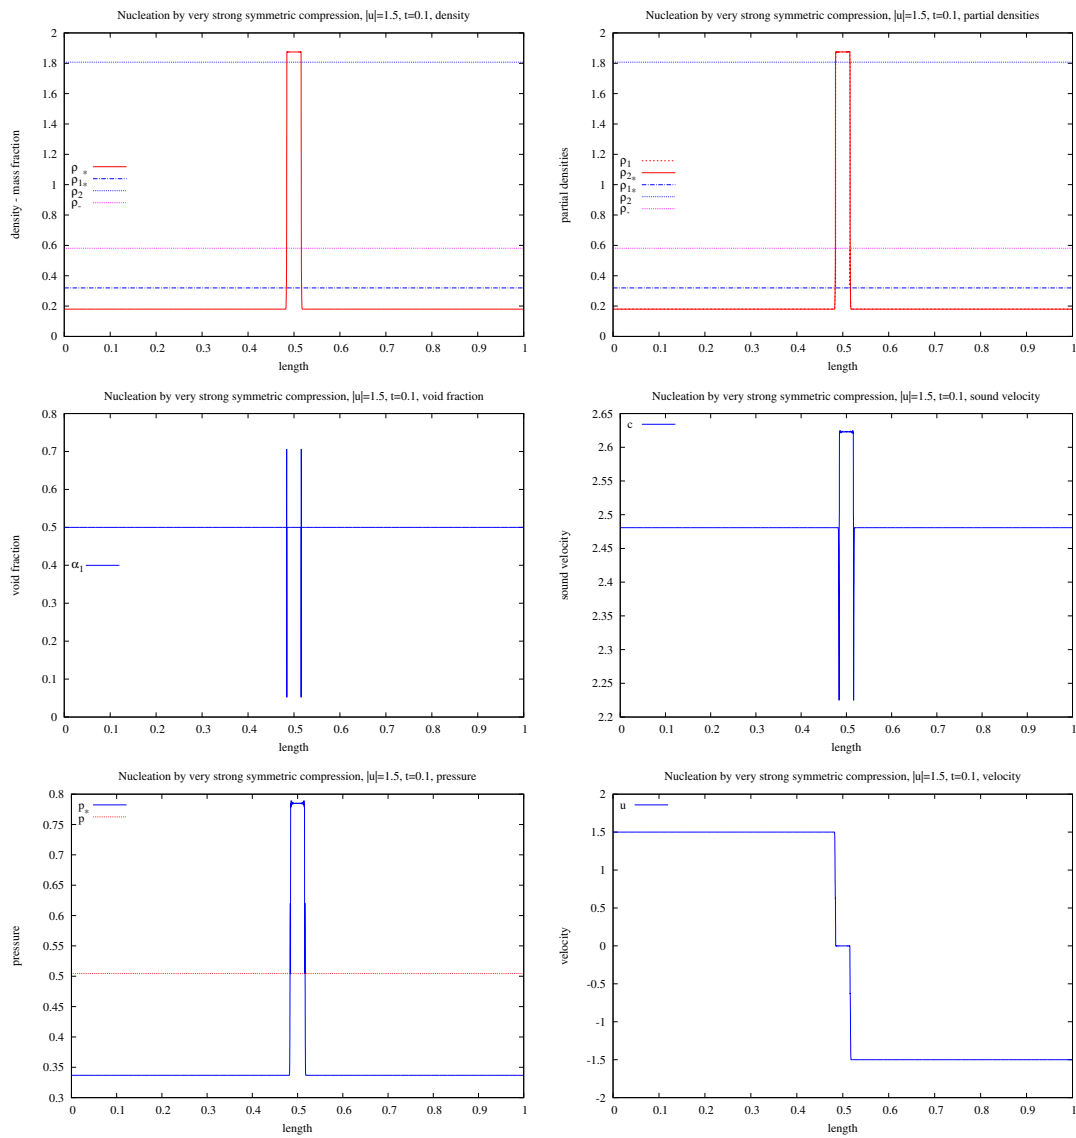 Nucleation by very strong symmetric compression, |u|=1.5, t=0.1, density
2
1.8
1.6
1.4
1.2
1
0.8
0.6
0.4
0.2
0
density - mass fraction
ρ
ρ1*
ρ2*
ρ-
0 0.1 0.2 0.3 0.4 0.5 0.6 0.7 0.8 0.9 1
length
Nucleation by very strong symmetric compression, |u|=1.5, t=0.1, partial densities
2
1.8
1.6
1.4
1.2
1
0.8
0.6
0.4
0.2
0
partial densities
ρ1
ρ2
ρ1*
ρ2*
ρ-
0 0.1 0.2 0.3 0.4 0.5 0.6 0.7 0.8 0.9 1
length
Nucleation by very strong symmetric compression, |u|=1.5, t=0.1, void fraction
0.8
0.7
0.6
0.5
0.4
0.3
0.2
0.1
0
void fraction
α1
0 0.1 0.2 0.3 0.4 0.5 0.6 0.7 0.8 0.9 1
length
Nucleation by very strong symmetric compression, |u|=1.5, t=0.1, sound velocity
2.65
2.6
2.55
2.5
2.45
2.4
2.35
2.3
2.25
2.2
sound velocity
c
0 0.1 0.2 0.3 0.4 0.5 0.6 0.7 0.8 0.9 1
length
Nucleation by very strong symmetric compression, |u|=1.5, t=0.1, pressure
0.8
0.75
0.7
0.65
0.6
0.55
0.5
0.45
0.4
0.35
0.3
pressure
p
p*
0 0.1 0.2 0.3 0.4 0.5 0.6 0.7 0.8 0.9 1
length
Nucleation by very strong symmetric compression, |u|=1.5, t=0.1, velocity
2
1.5
1
0.5
0
-0.5
-1
-1.5
-2
velocity
u
0 0.1 0.2 0.3 0.4 0.5 0.6 0.7 0.8 0.9 1
length